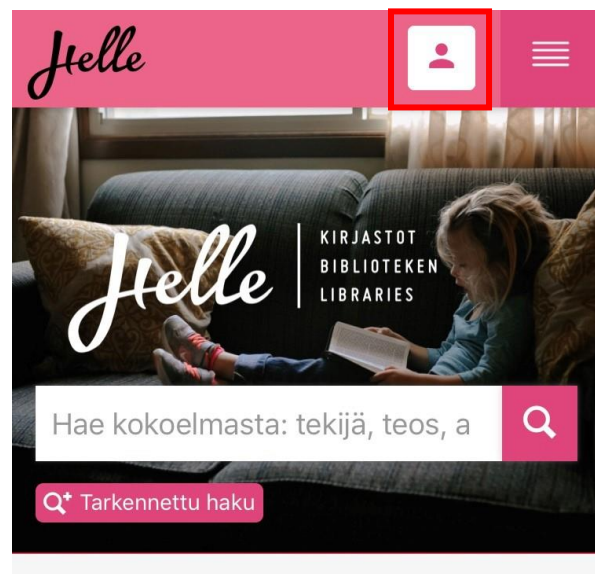 Helle
Helle
KIRJASTOT
BIBLIOTEKEN
LIBRARIES
Hae kokoelmasta: tekijä, teos, a
Tarkennettu haku